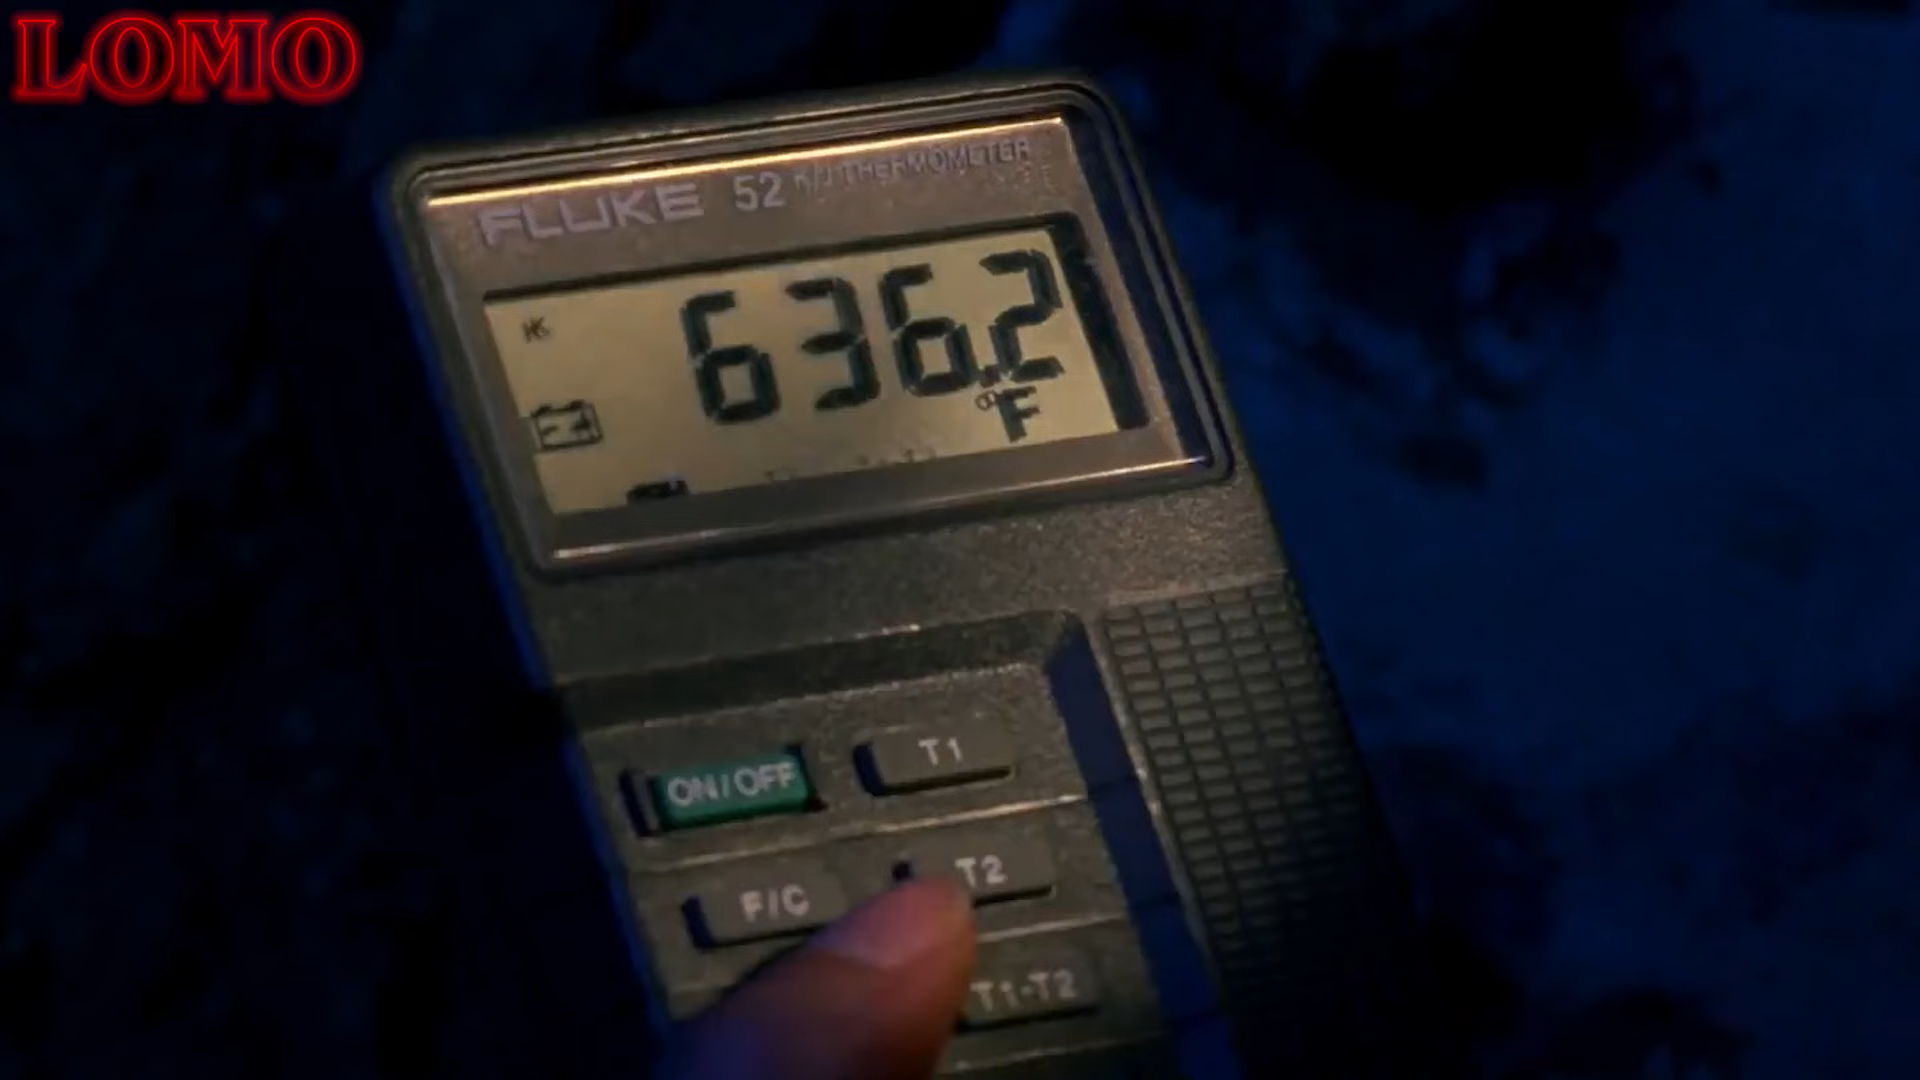 LOMO
FLUKE 52 K/J THERMOMETER
K
636.2
°F
ON/OFF
T1
F/C
T2
T1-T2